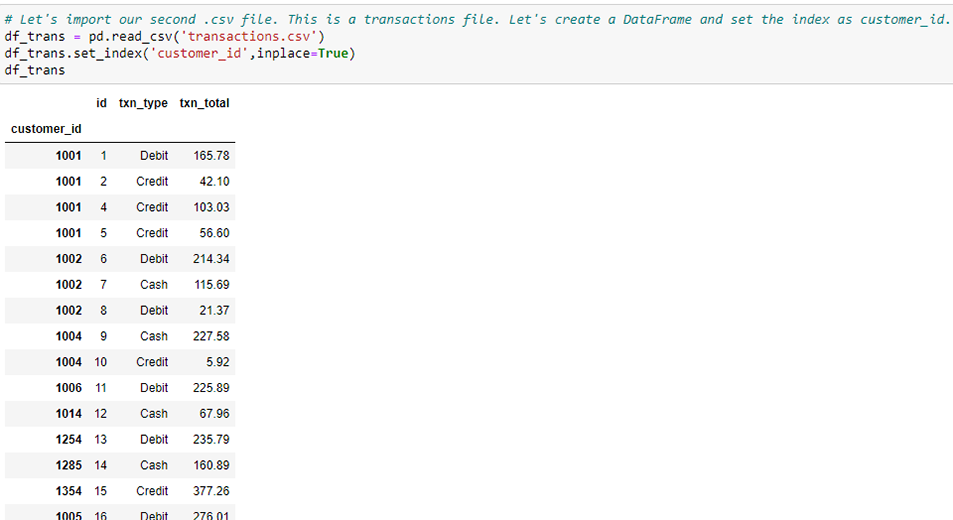 # Let's import our second .csv file. This is a transactions file. Let's create a DataFrame and set the index as customer_id.
df_trans = pd.read_csv('transactions.csv')
df_trans.set_index('customer_id',inplace=True)
df_trans
id txn_type txn_total
customer_id
1001 1 Debit 165.78
1001 2 Credit 42.10
1001 4 Credit 103.03
1001 5 Credit 56.60
1002 6 Debit 214.34
1002 7 Cash 115.69
1002 8 Debit 21.37
1004 9 Cash 227.58
1004 10 Credit 5.92
1006 11 Debit 225.89
1014 12 Cash 67.96
1254 13 Debit 235.79
1285 14 Cash 160.89
1354 15 Credit 377.26
1005 16 Debit 276.01